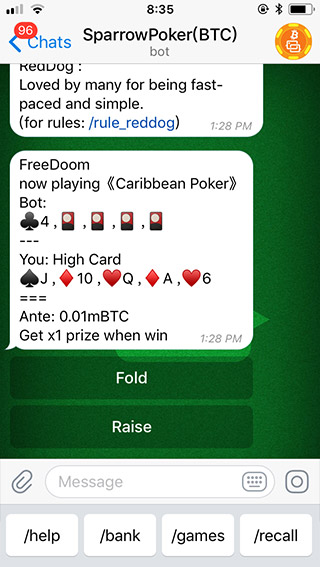 8:35
96
Chats
SparrowPoker(BTC)
bot
RedDog :
Loved by many for being fast-
paced and simple.
(for rules: /rule_reddog)
1:28 PM
FreeDoom
now playing《Caribbean Poker》
Bot:
♣4 , 🎴 , 🎴 , 🎴 , 🎴
---
You: High Card
♠J , ♦10 , ♥Q , ♦A , ♥6
===
Ante: 0.01mBTC
Get x1 prize when win
1:28 PM
Fold
Raise
Message
/help
/bank
/games
/recall